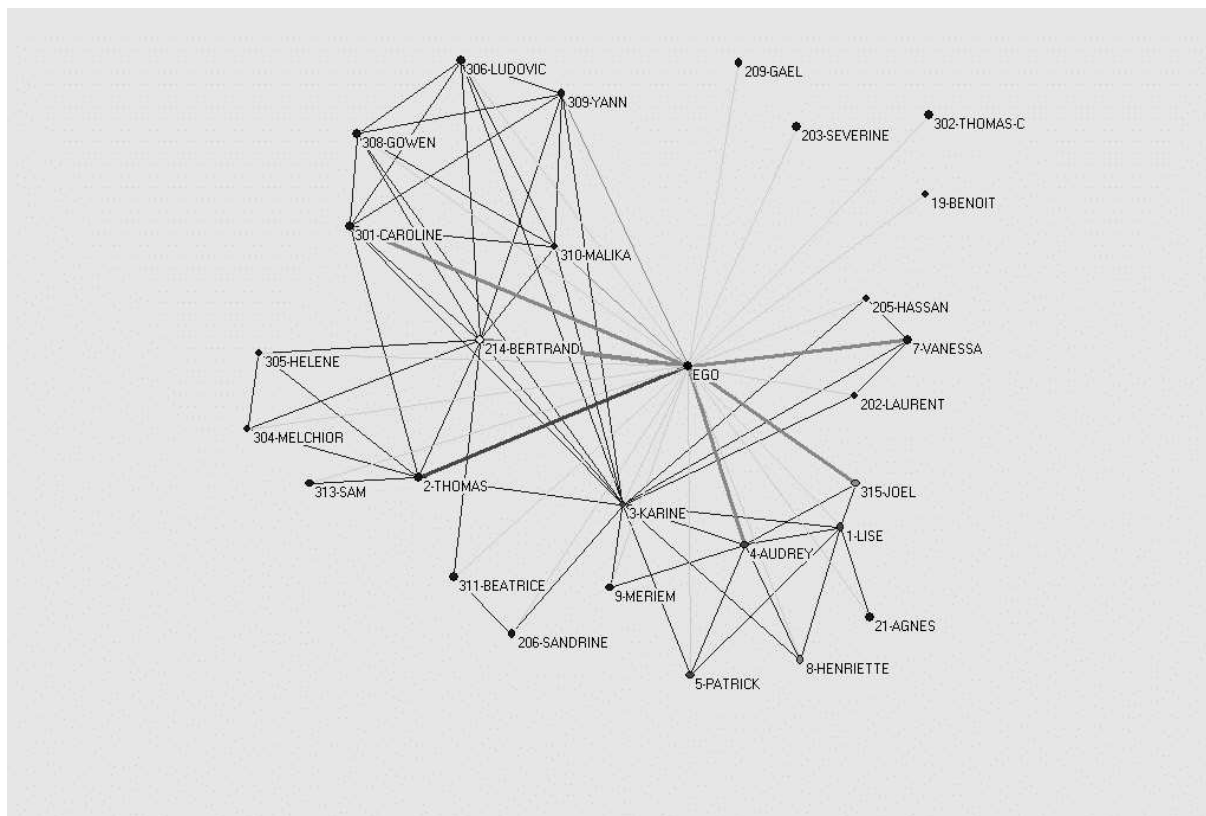 306-LUDOVIC
209-GAEL
309-YANN
302-THOMAS-C
203-SEVERINE
308-GOWEN
19-BENOIT
301-CAROLINE
310-MALIKA
205-HASSAN
214-BERTRAND
7-VANESSA
305-HELENE
EGO
202-LAURENT
304-MELCHIOR
2-THOMAS
313-SAM
315-JOEL
3-KARINE
1-LISE
4-AUDREY
311-BEATRICE
9-MERIEM
21-AGNES
206-SANDRINE
8-HENRIETTE
5-PATRICK